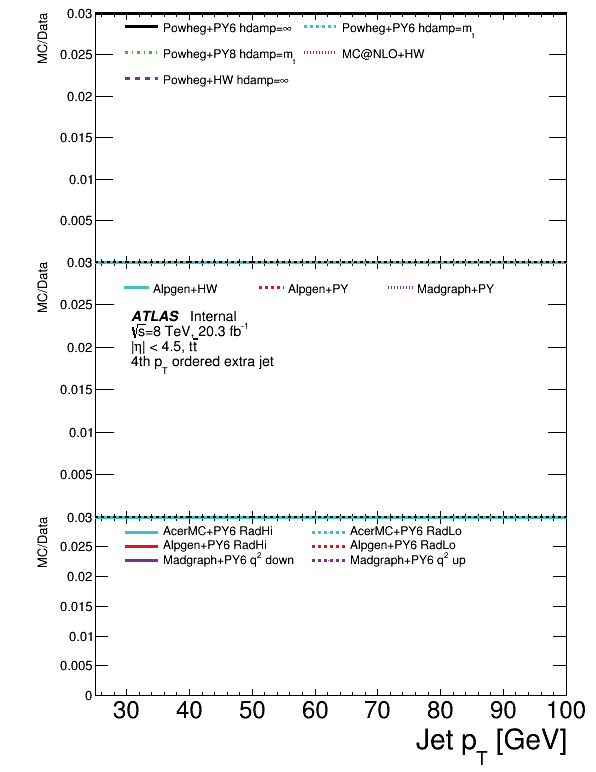 MC/Data
0.03
0.025
0.02
0.015
0.01
0.005
Powheg+PY6 hdamp=∞
Powheg+PY6 hdamp=m_t
Powheg+PY8 hdamp=m_t
MC@NLO+HW
Powheg+HW hdamp=∞
MC/Data
0.03
0.025
0.02
0.015
0.01
0.005
Alpgen+HW
Alpgen+PY
Madgraph+PY
ATLAS Internal
√s=8 TeV, 20.3 fb⁻¹
|η| < 4.5, tt̄
4th p_T ordered extra jet
MC/Data
0.03
0.025
0.02
0.015
0.01
0.005
0
AcerMC+PY6 RadHi
AcerMC+PY6 RadLo
Alpgen+PY6 RadHi
Alpgen+PY6 RadLo
Madgraph+PY6 q² down
Madgraph+PY6 q² up
30 40 50 60 70 80 90 100
Jet p_T [GeV]